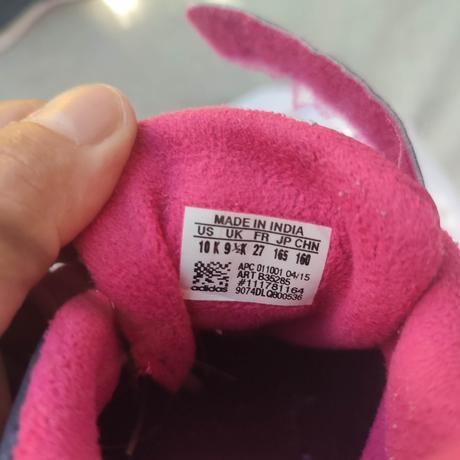 MADE IN INDIA
US UK FR JP CHN
10 K 9-½K 27 165 160
APC 011001 04/15
ART B35285
#111781164
9074DLQB00536
adidas